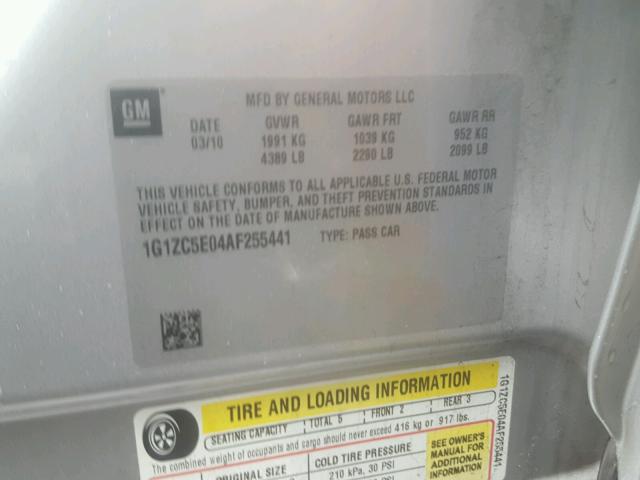 GM
MFD BY GENERAL MOTORS LLC
DATE GVWR GAWR FRT GAWR RR
03/10 1991 KG 1039 KG 952 KG
4389 LB 2290 LB 2099 LB
THIS VEHICLE CONFORMS TO ALL APPLICABLE U.S. FEDERAL MOTOR
VEHICLE SAFETY, BUMPER, AND THEFT PREVENTION STANDARDS IN
EFFECT ON THE DATE OF MANUFACTURE SHOWN ABOVE.
1G1ZC5E04AF255441 TYPE: PASS CAR
TIRE AND LOADING INFORMATION
SEATING CAPACITY TOTAL 5 FRONT 2 REAR 3
The combined weight of occupants and cargo should never exceed 416 kg or 917 lbs.
ORIGINAL SIZE COLD TIRE PRESSURE
210 kPa, 30 PSI
SEE OWNER'S
MANUAL FOR
ADDITIONAL
INFORMATION
1G1ZC5E04AF255441